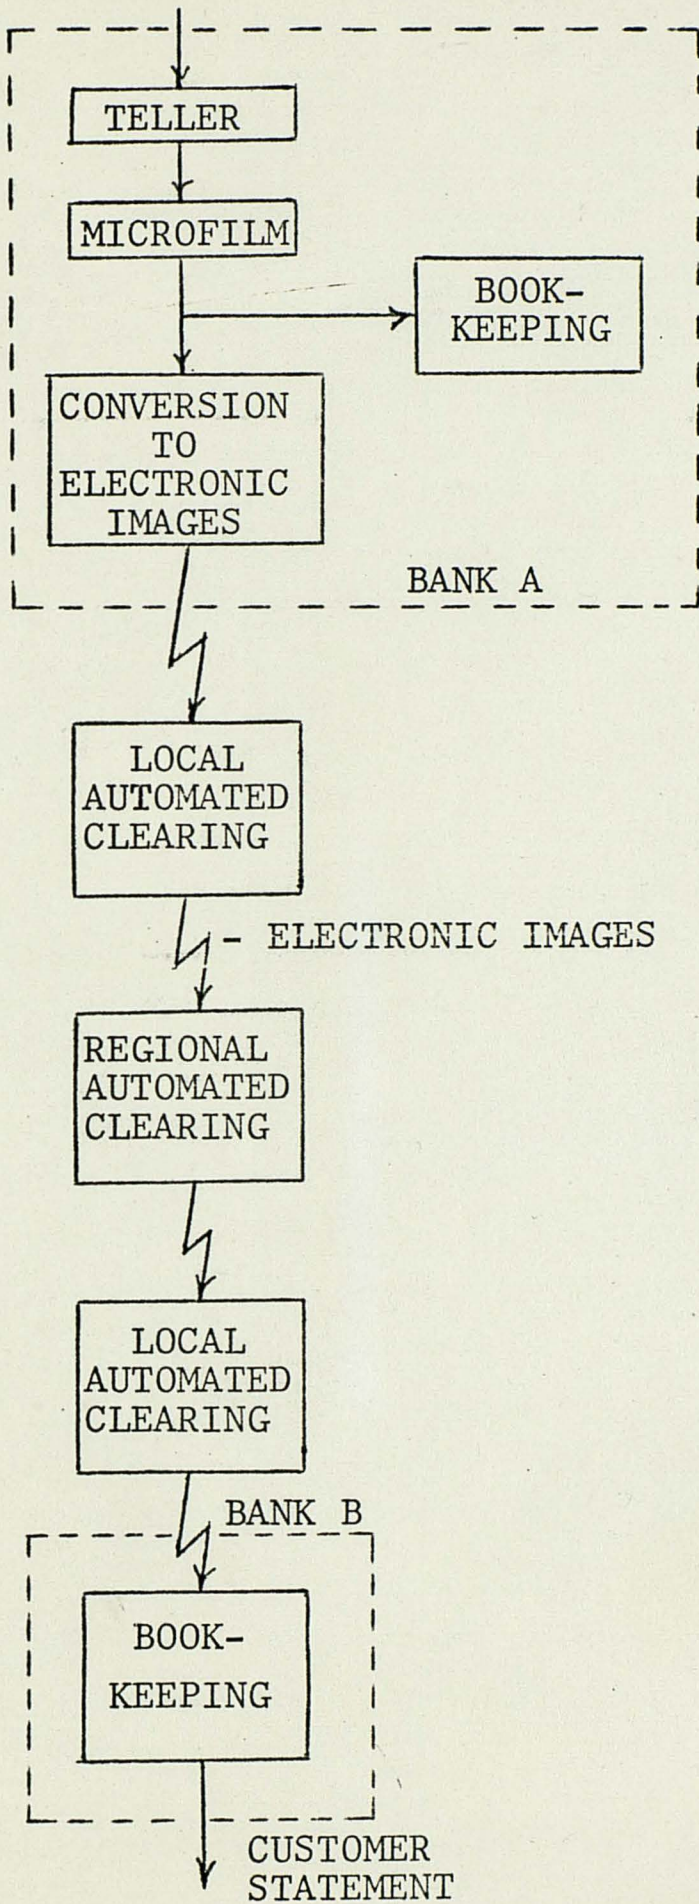 TELLER
MICROFILM
BOOK-
KEEPING
CONVERSION
TO
ELECTRONIC
IMAGES
BANK A
LOCAL
AUTOMATED
CLEARING
- ELECTRONIC IMAGES
REGIONAL
AUTOMATED
CLEARING
LOCAL
AUTOMATED
CLEARING
BANK B
BOOK-
KEEPING
CUSTOMER
STATEMENT